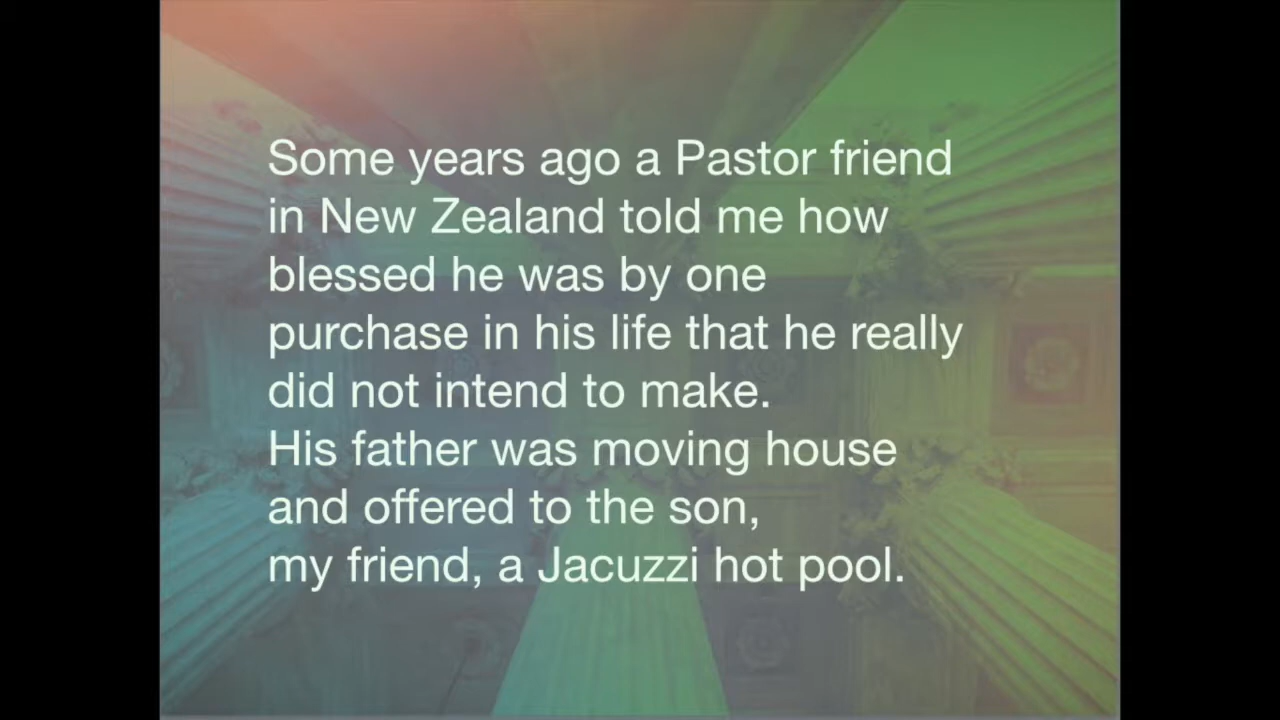 Some years ago a Pastor friend
in New Zealand told me how
blessed he was by one
purchase in his life that he really
did not intend to make.
His father was moving house
and offered to the son,
my friend, a Jacuzzi hot pool.